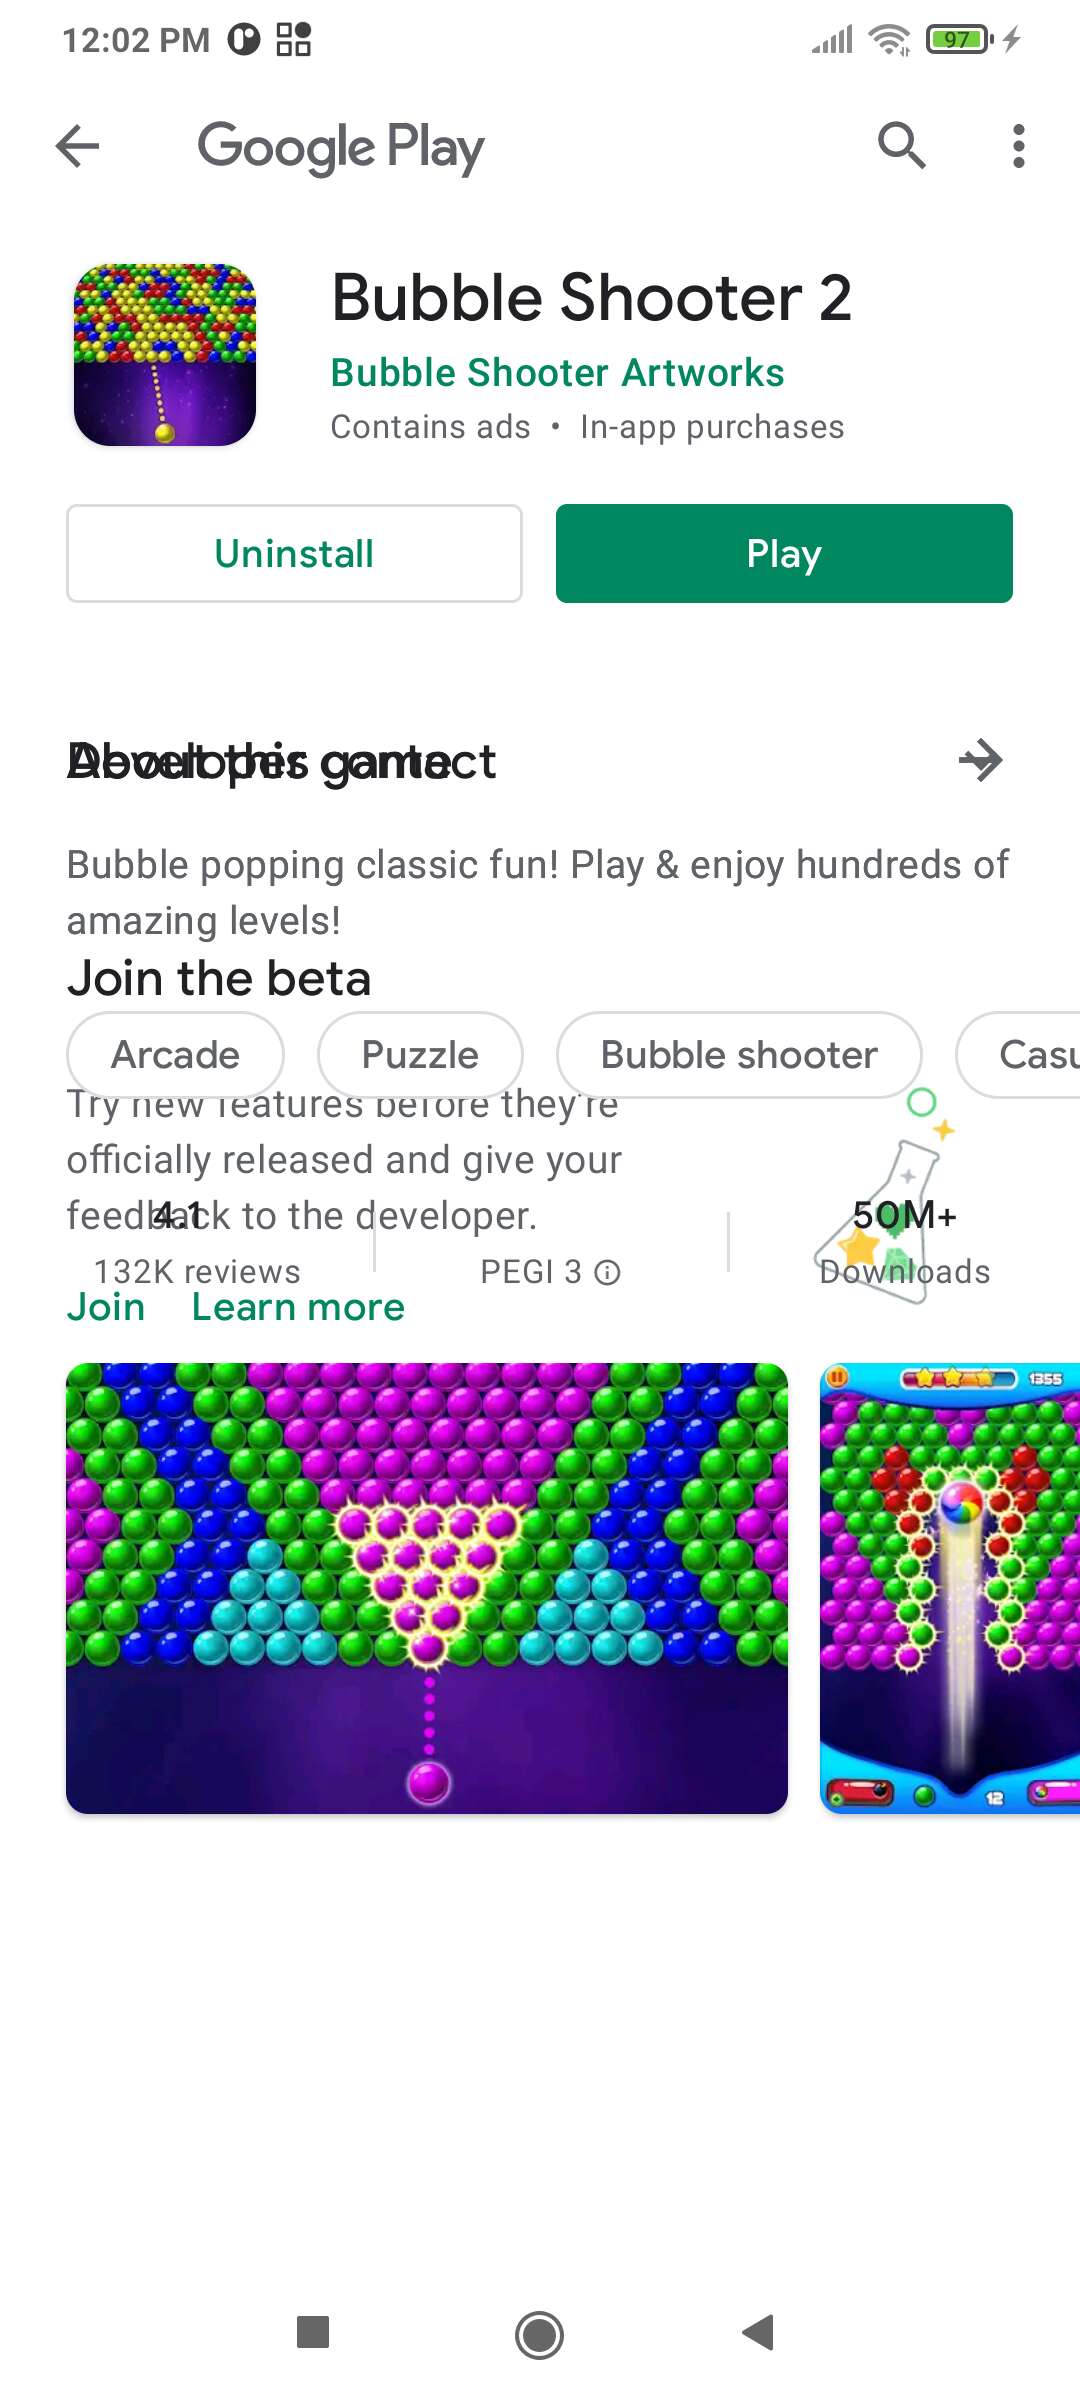 12:02 PM
97
Google Play
Bubble Shooter 2
Bubble Shooter Artworks
Contains ads • In-app purchases
Uninstall
Play
About this game
Developer contact
Bubble popping classic fun! Play & enjoy hundreds of
amazing levels!
Join the beta
Arcade
Puzzle
Bubble shooter
Casu
Try new features before they're
officially released and give your
feedback to the developer.
4.1
50M+
132K reviews
PEGI 3
Downloads
Join
Learn more
1355
12